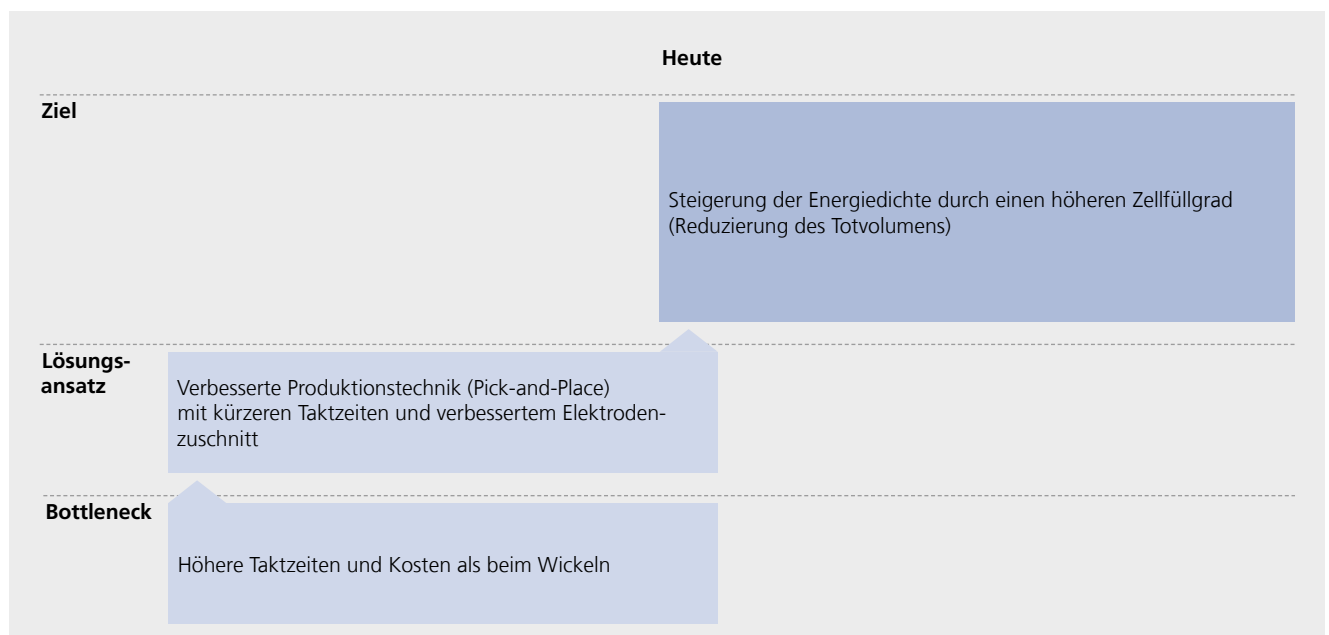 Heute
Ziel
Steigerung der Energiedichte durch einen höheren Zellfüllgrad
(Reduzierung des Totvolumens)
Lösungs-
ansatz
Verbesserte Produktionstechnik (Pick-and-Place)
mit kürzeren Taktzeiten und verbessertem Elektroden-
zuschnitt
Bottleneck
Höhere Taktzeiten und Kosten als beim Wickeln